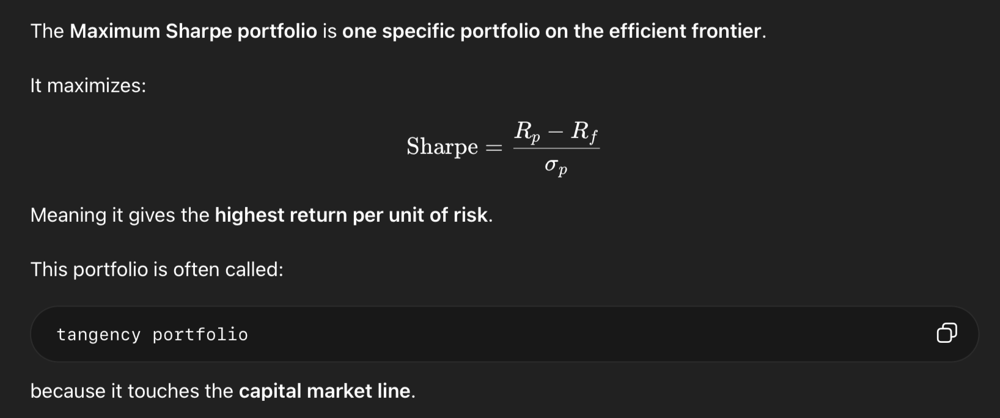 The Maximum Sharpe portfolio is one specific portfolio on the efficient frontier.
It maximizes:
Sharpe = \frac{R_p - R_f}{\sigma_p}
Meaning it gives the highest return per unit of risk.
This portfolio is often called:
tangency portfolio
because it touches the capital market line.